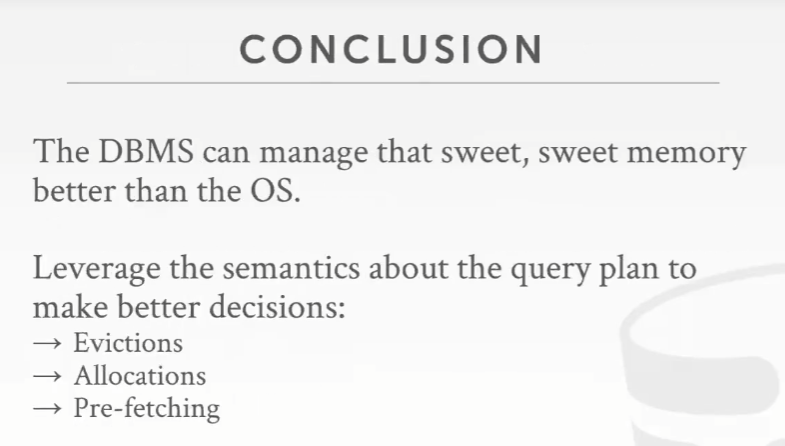 CONCLUSION
The DBMS can manage that sweet, sweet memory
better than the OS.
Leverage the semantics about the query plan to
make better decisions:
→ Evictions
→ Allocations
→ Pre-fetching